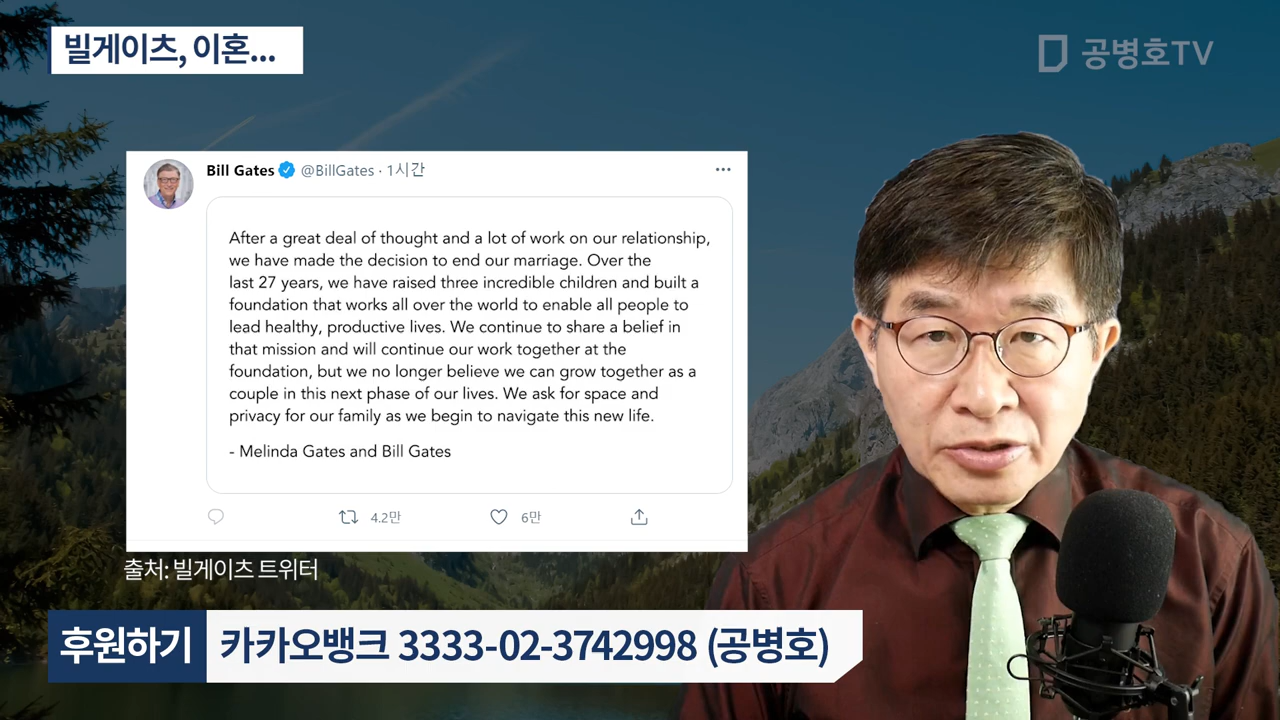 빌게이츠, 이혼...
공병호TV
Bill Gates @BillGates · 1시간
After a great deal of thought and a lot of work on our relationship,
we have made the decision to end our marriage. Over the
last 27 years, we have raised three incredible children and built a
foundation that works all over the world to enable all people to
lead healthy, productive lives. We continue to share a belief in
that mission and will continue our work together at the
foundation, but we no longer believe we can grow together as a
couple in this next phase of our lives. We ask for space and
privacy for our family as we begin to navigate this new life.
- Melinda Gates and Bill Gates
4.2만 6만
출처: 빌게이츠 트위터
후원하기 카카오뱅크 3333-02-3742998 (공병호)